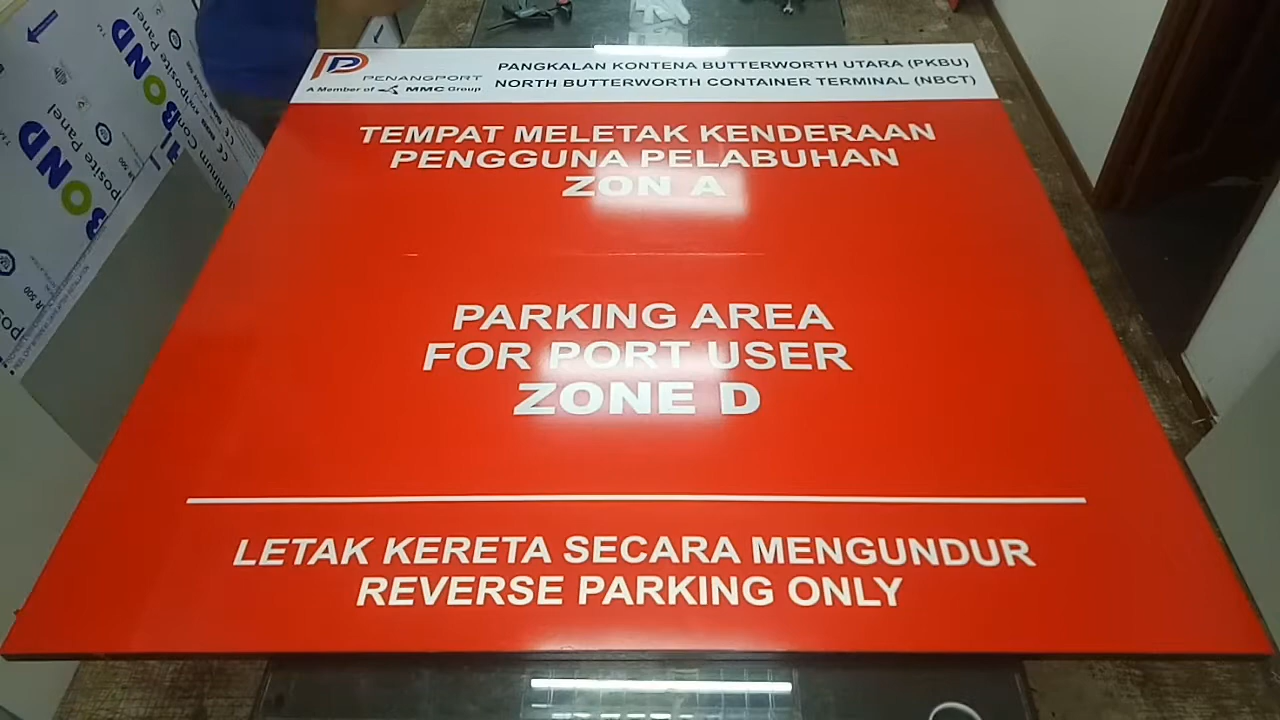 PENANGPORT
A Member of MMC Group
PANGKALAN KONTENA BUTTERWORTH UTARA (PKBU)
NORTH BUTTERWORTH CONTAINER TERMINAL (NBCT)
TEMPAT MELETAK KENDERAAN
PENGGUNA PELABUHAN
ZON A
PARKING AREA
FOR PORT USER
ZONE D
LETAK KERETA SECARA MENGUNDUR
REVERSE PARKING ONLY
BOND
BOND